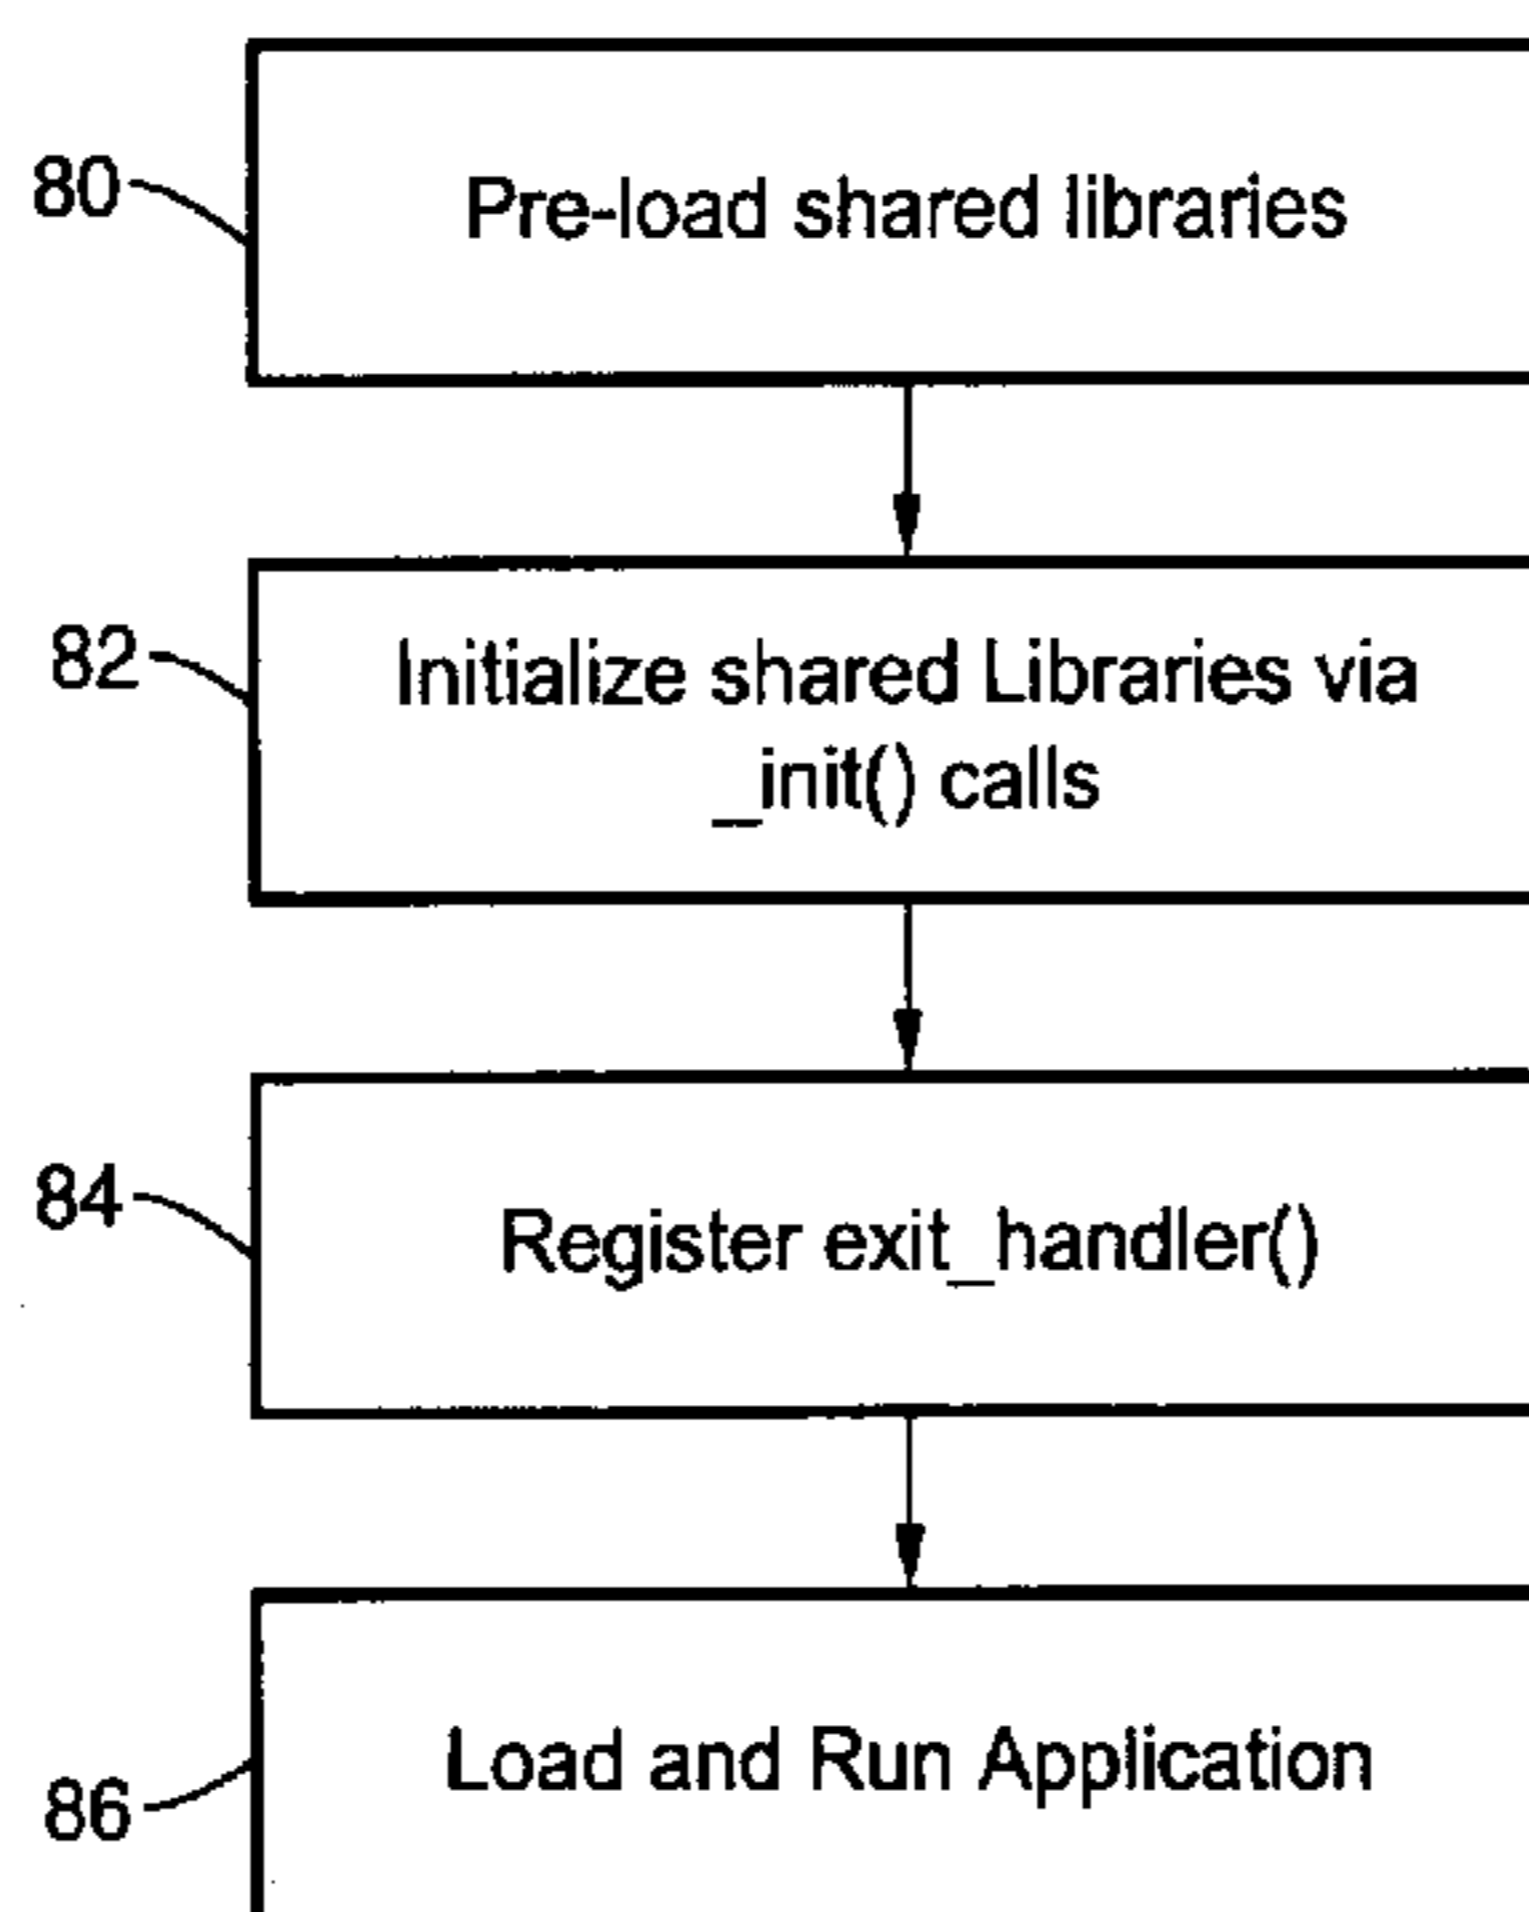 80
Pre-load shared libraries
82
Initialize shared Libraries via
_init() calls
84
Register exit_handler()
86
Load and Run Application